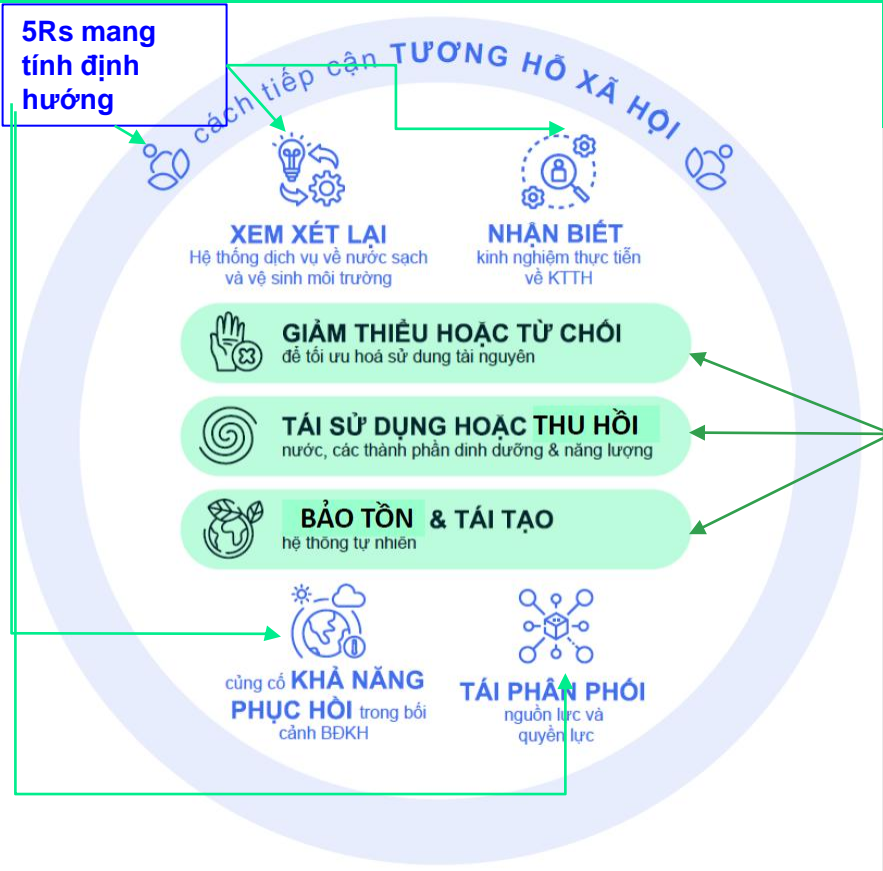 5Rs mang
tính định
hướng
cách tiếp cận TƯƠNG HỖ XÃ HỘI
XEM XÉT LẠI
Hệ thống dịch vụ về nước sạch
và vệ sinh môi trường
NHẬN BIẾT
kinh nghiệm thực tiễn
về KTTH
GIẢM THIỂU HOẶC TỪ CHỐI
để tối ưu hoá sử dung tài nguyên
TÁI SỬ DỤNG HOẶC THU HỒI
nước, các thành phần dinh dưỡng & năng lượng
BẢO TỒN & TÁI TẠO
hệ thông tự nhiên
củng cố KHẢ NĂNG
PHỤC HỒI trong bối
cảnh BĐKH
TÁI PHÂN PHỐI
nguồn lực và
quyền lực